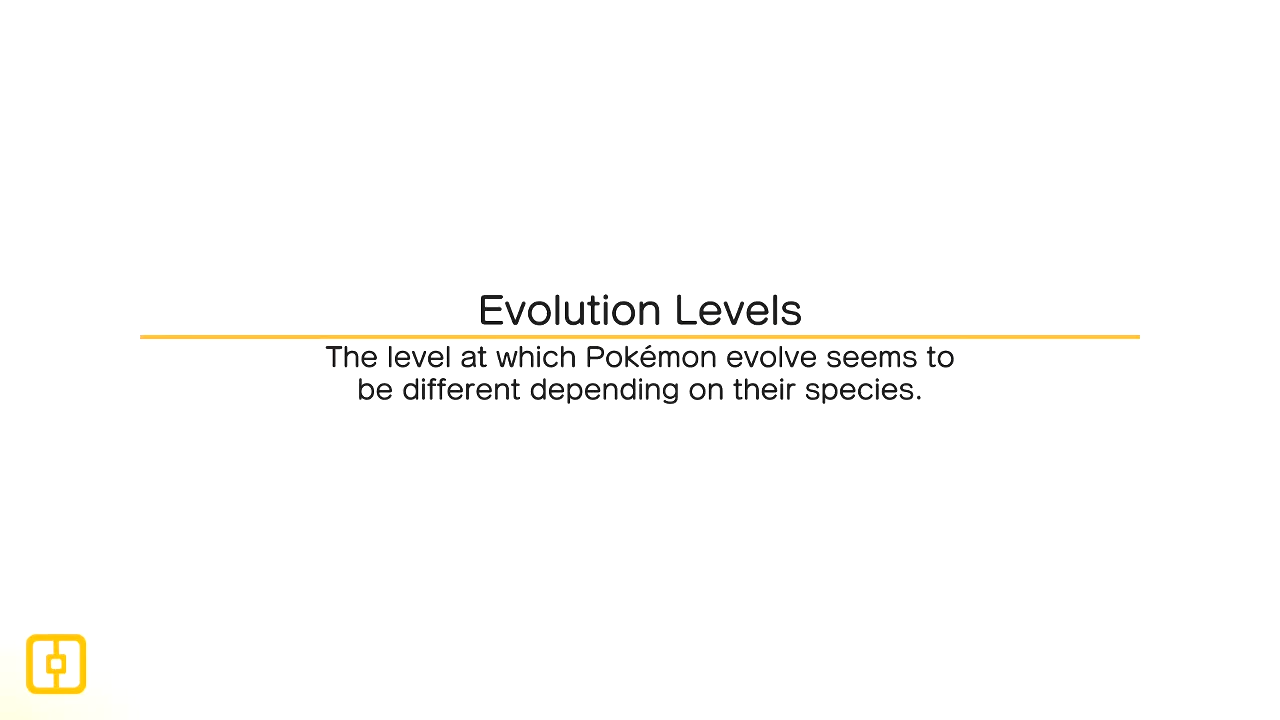 Evolution Levels
The level at which Pokémon evolve seems to
be different depending on their species.